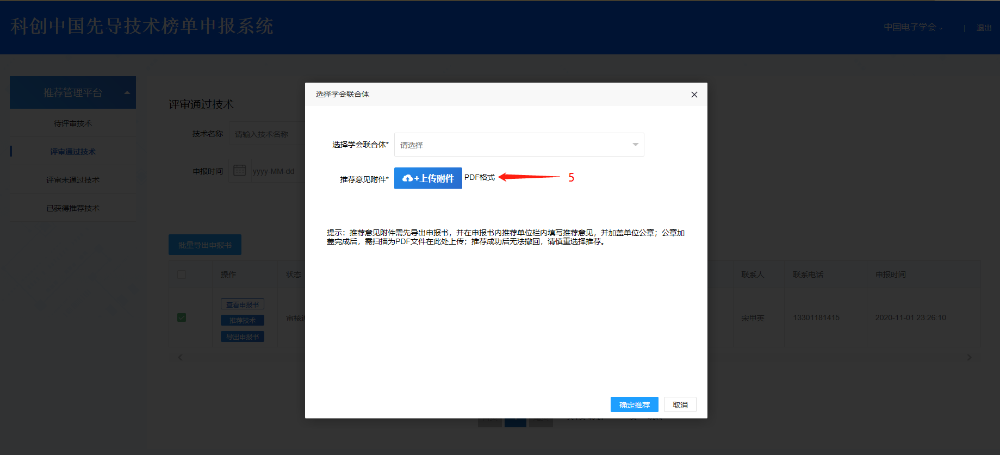 科创中国先导技术榜单申报系统
中国电子学会
|
退出
推荐管理平台
待评审技术
评审通过技术
评审未通过技术
已获得推荐技术
评审通过技术
技术名称
请输入技术名称
申报时间
yyyy-MM-dd
批量导出申报书
操作
状态
联系人
联系电话
申报时间
查看申报书
推荐技术
导出申报书
审核通
宋甲英
13301181415
2020-11-01 23:26:10
选择学会联合体
选择学会联合体*
请选择
推荐意见附件*
+上传附件
PDF格式
5
提示：推荐意见附件需先导出申报书，并在申报书内推荐单位栏内填写推荐意见，并加盖单位公章；公章加
盖完成后，需扫描为PDF文件在此处上传；推荐成功后无法撤回，请慎重选择推荐。
确定推荐
取消